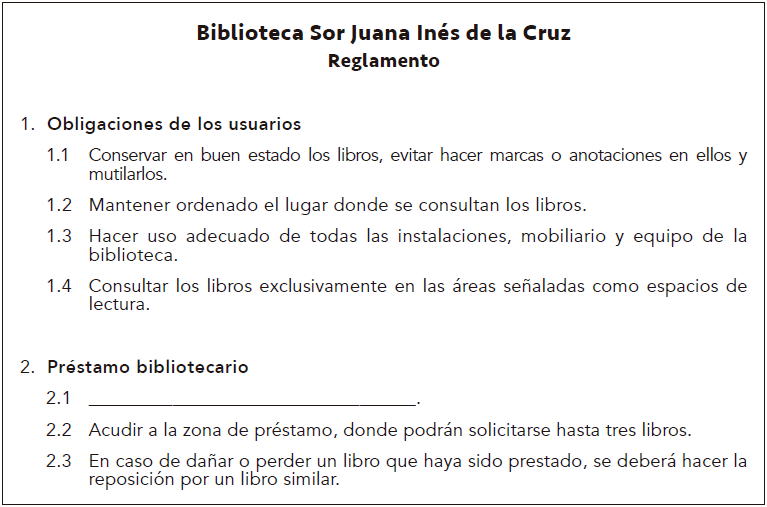 Biblioteca Sor Juana Inés de la Cruz
Reglamento
1. Obligaciones de los usuarios
1.1 Conservar en buen estado los libros, evitar hacer marcas o anotaciones en ellos y
mutilarlos.
1.2 Mantener ordenado el lugar donde se consultan los libros.
1.3 Hacer uso adecuado de todas las instalaciones, mobiliario y equipo de la
biblioteca.
1.4 Consultar los libros exclusivamente en las áreas señaladas como espacios de
lectura.
2. Préstamo bibliotecario
2.1 ___________________________________.
2.2 Acudir a la zona de préstamo, donde podrán solicitarse hasta tres libros.
2.3 En caso de dañar o perder un libro que haya sido prestado, se deberá hacer la
reposición por un libro similar.